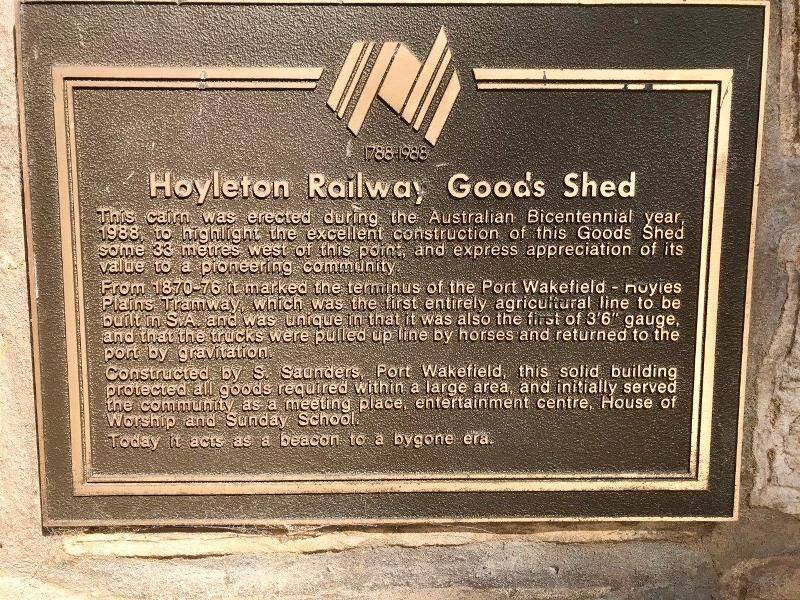 1788-1988
Hoyleton Railway Goods Shed
This cairn was erected during the Australian Bicentennial year,
1988, to highlight the excellent construction of this Goods Shed
some 33 metres west of this point, and express appreciation of its
value to a pioneering community.
From 1870-76 it marked the terminus of the Port Wakefield - Hoyles
Plains Tramway, which was the first entirely agricultural line to be
built in S.A. and was unique in that it was also the first of 3'6" gauge,
and that the trucks were pulled up line by horses and returned to the
port by gravitation.
Constructed by S. Saunders, Port Wakefield, this solid building
protected all goods required within a large area, and initially served
the community as a meeting place, entertainment centre, House of
Worship and Sunday School.
Today it acts as a beacon to a bygone era.